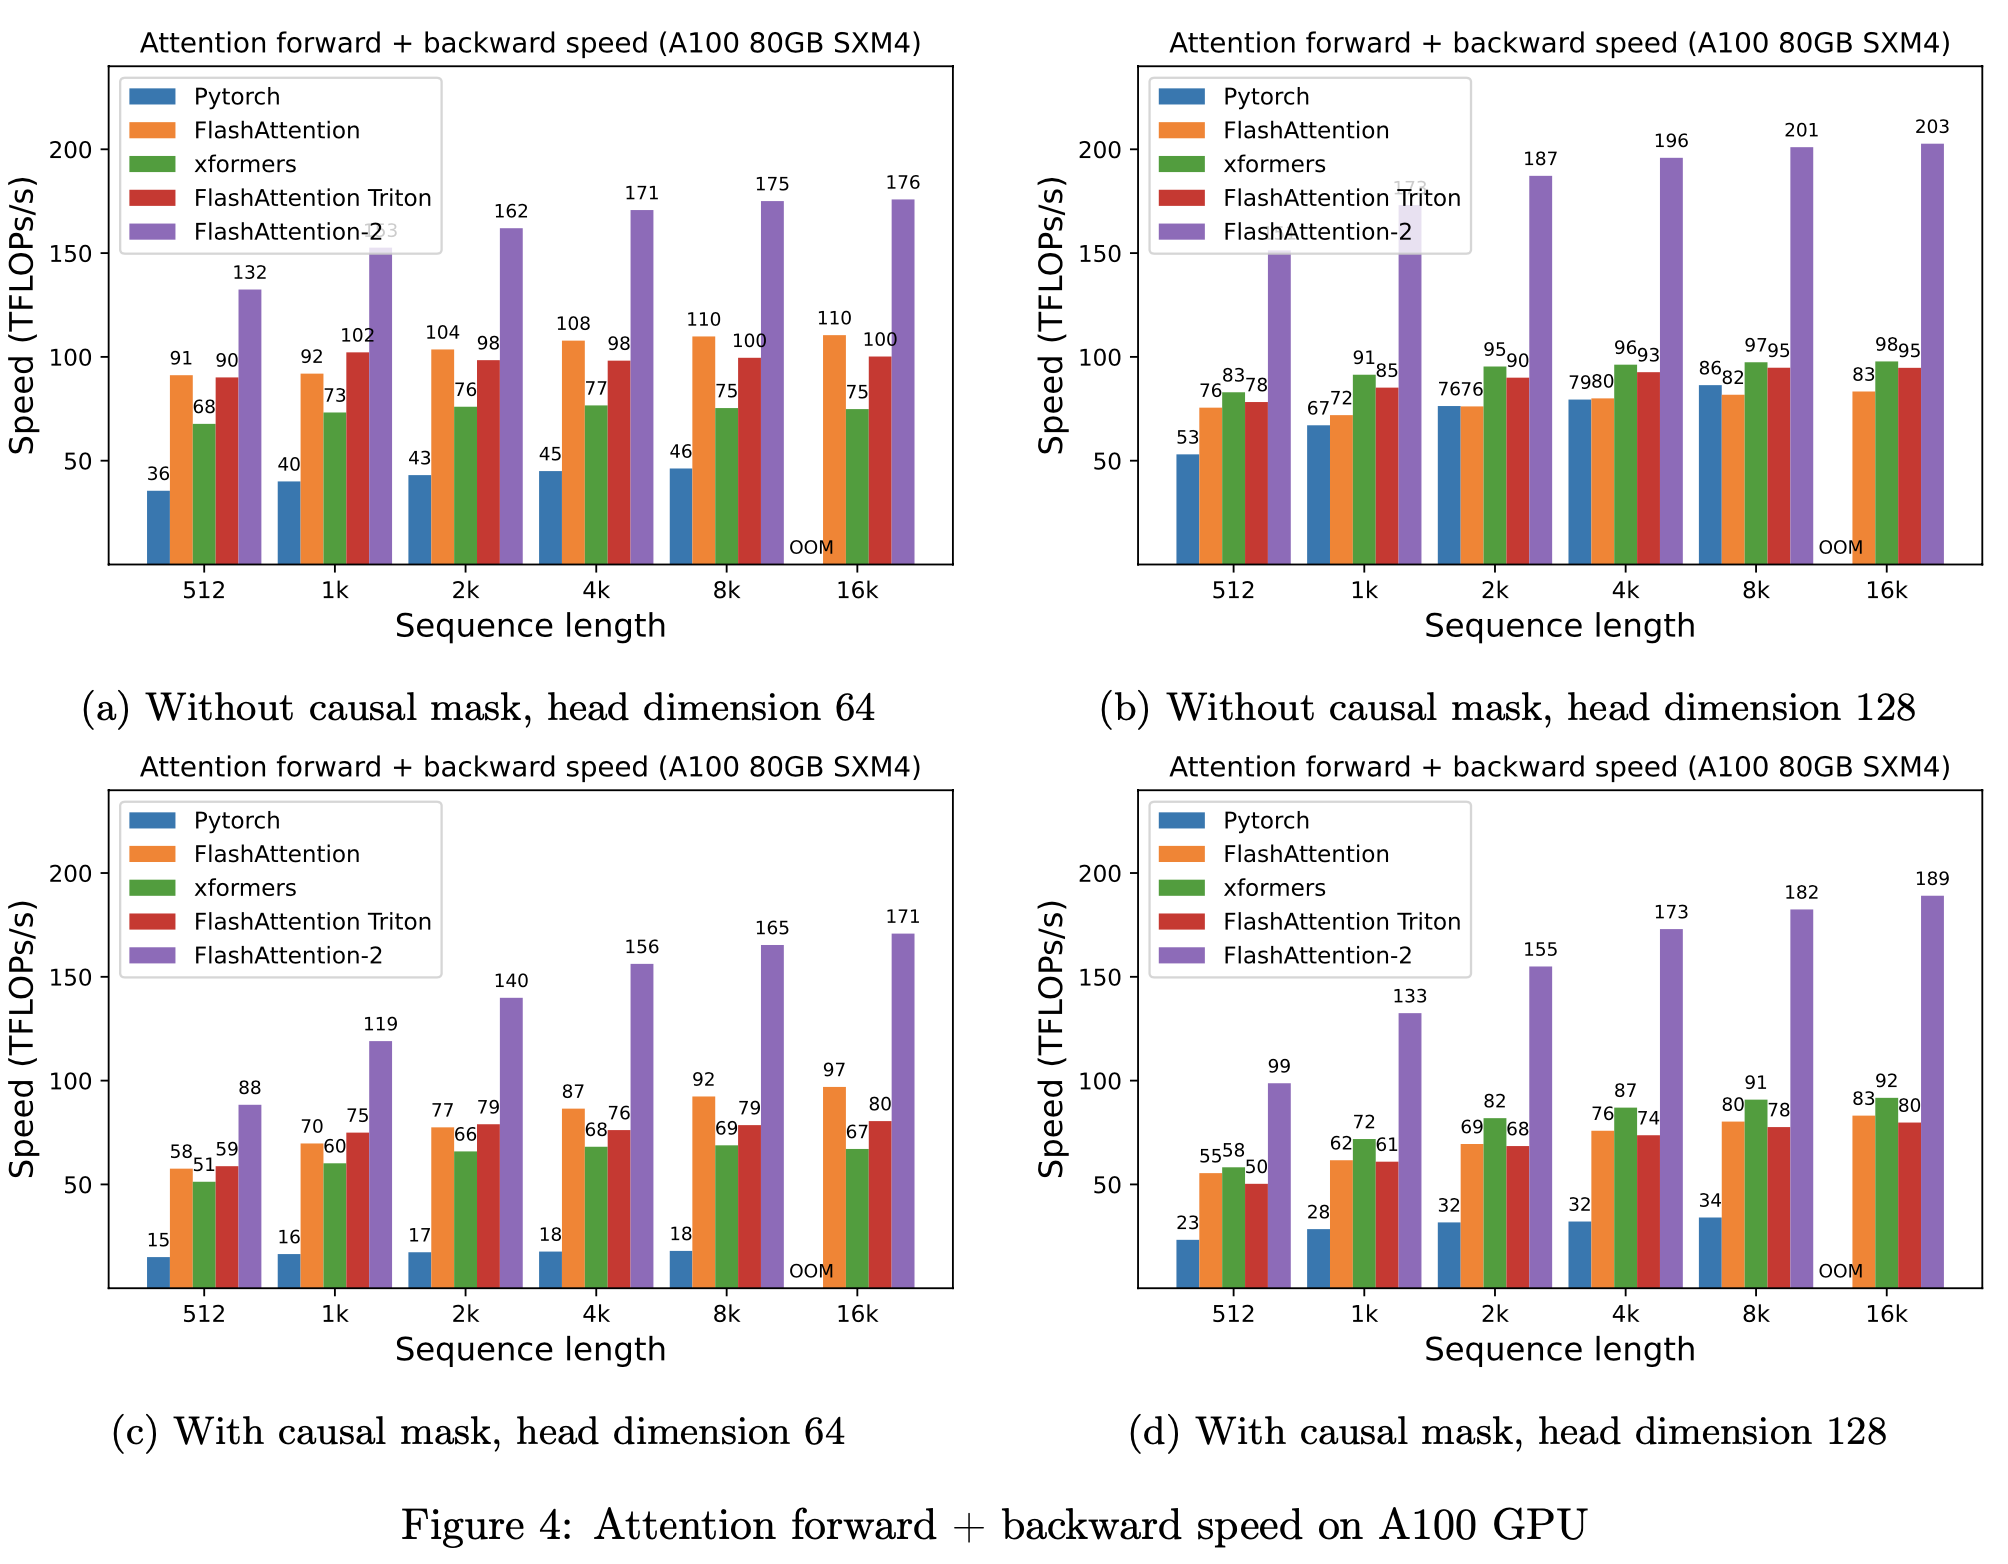 Attention forward + backward speed (A100 80GB SXM4)
Pytorch
FlashAttention
xformers
FlashAttention Triton
FlashAttention-2
Speed (TFLOPs/s)
200
150
100
50
36 91 68 90 132
40 92 73 102 153
43 104 76 98 162
45 108 77 98 171
46 110 75 100 175
OOM 110 75 100 176
512 1k 2k 4k 8k 16k
Sequence length
(a) Without causal mask, head dimension 64
Attention forward + backward speed (A100 80GB SXM4)
Pytorch
FlashAttention
xformers
FlashAttention Triton
FlashAttention-2
Speed (TFLOPs/s)
200
150
100
50
53 76 83 78
67 72 91 85 173
76 76 95 90 187
79 80 96 93 196
86 82 97 95 201
OOM 83 98 95 203
512 1k 2k 4k 8k 16k
Sequence length
(b) Without causal mask, head dimension 128
Attention forward + backward speed (A100 80GB SXM4)
Pytorch
FlashAttention
xformers
FlashAttention Triton
FlashAttention-2
Speed (TFLOPs/s)
200
150
100
50
15 58 51 59 88
16 70 60 75 119
17 77 66 79 140
18 87 68 76 156
18 92 69 79 165
OOM 97 67 80 171
512 1k 2k 4k 8k 16k
Sequence length
(c) With causal mask, head dimension 64
Attention forward + backward speed (A100 80GB SXM4)
Pytorch
FlashAttention
xformers
FlashAttention Triton
FlashAttention-2
Speed (TFLOPs/s)
200
150
100
50
23 55 58 50 99
28 62 72 61 133
32 69 82 68 155
32 76 87 74 173
34 80 91 78 182
OOM 83 92 80 189
512 1k 2k 4k 8k 16k
Sequence length
(d) With causal mask, head dimension 128
Figure 4: Attention forward + backward speed on A100 GPU